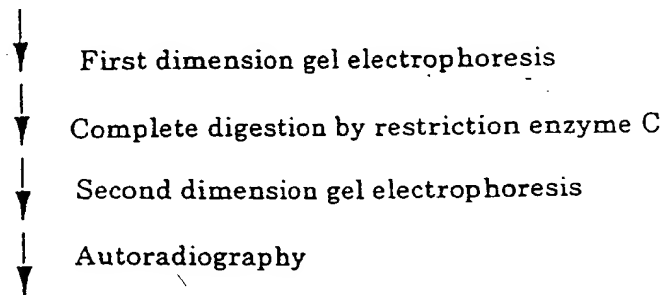 First dimension gel electrophoresis
Complete digestion by restriction enzyme C
Second dimension gel electrophoresis
Autoradiography